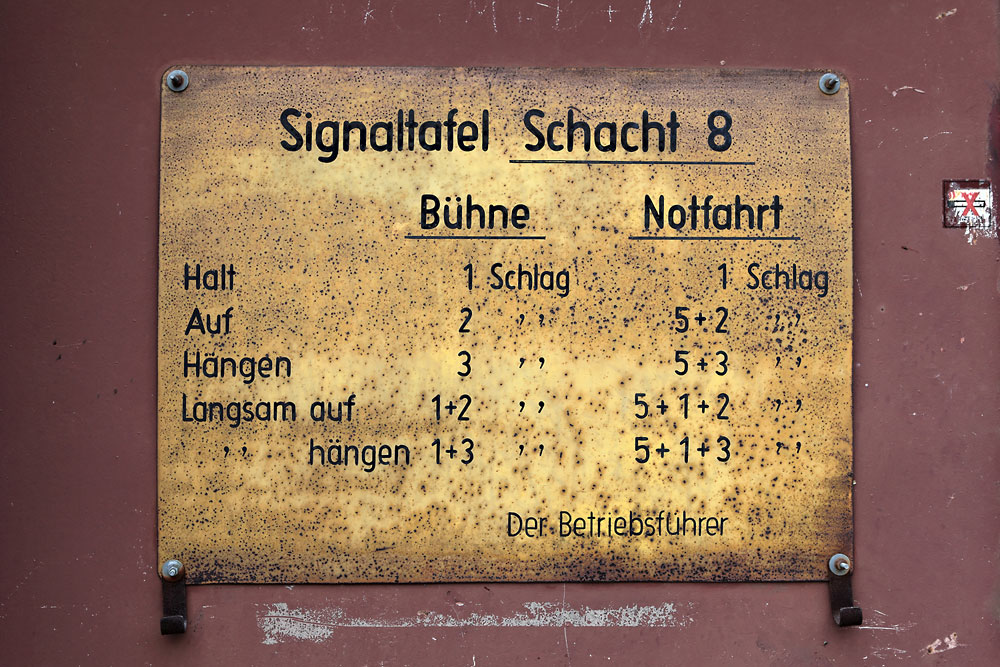 Signaltafel Schacht 8
Bühne Notfahrt
Halt 1 Schlag 1 Schlag
Auf 2 ,, 5+2 ,,
Hängen 3 ,, 5+3 ,,
Langsam auf 1+2 ,, 5+1+2 ,,
,, hängen 1+3 ,, 5+1+3 ,,
Der Betriebsführer